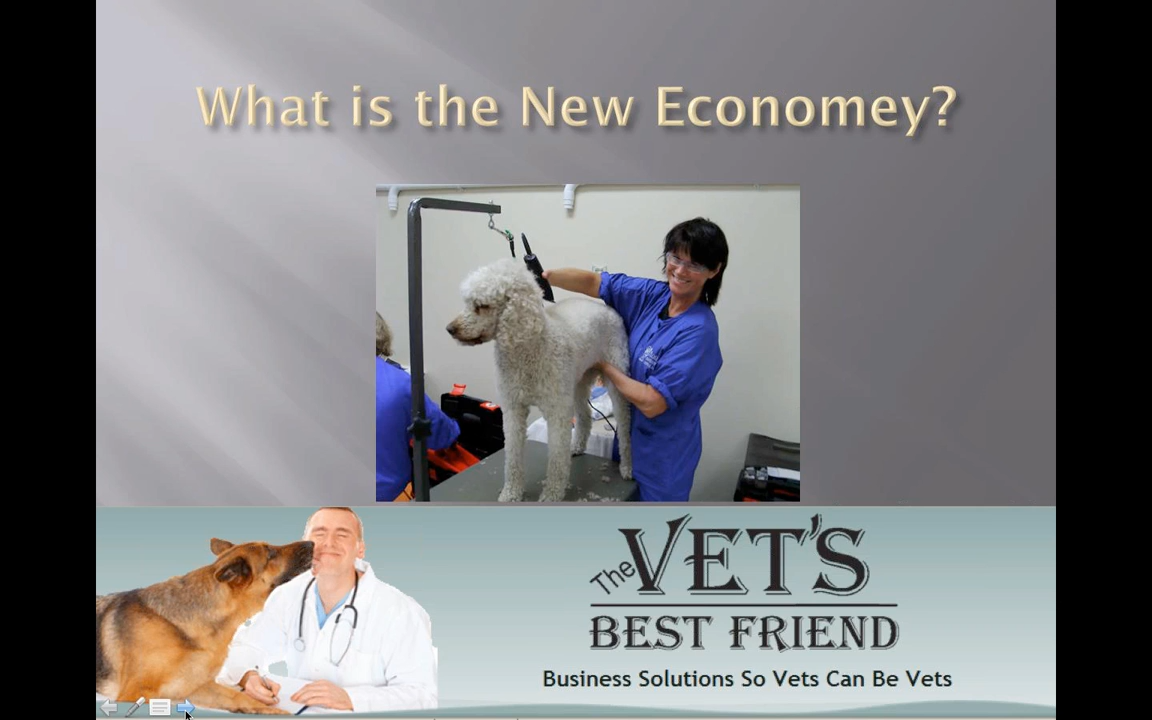 What is the New Economey?
The VET'S
BEST FRIEND
Business Solutions So Vets Can Be Vets